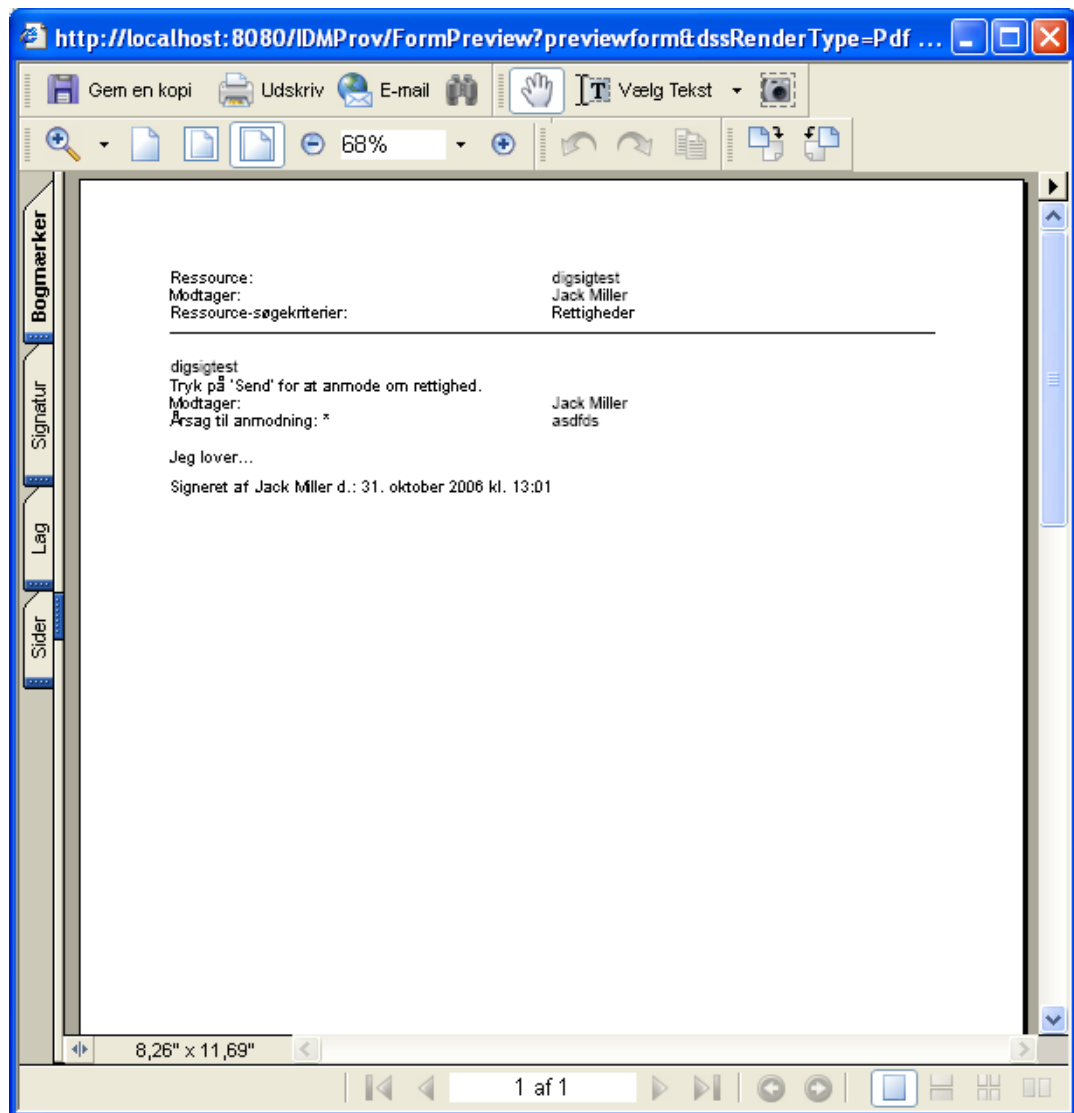 http://localhost:8080/IDMProv/FormPreview?previewform&dssRenderType=Pdf ...
Gem en kopi Udskriv E-mail T Vælg Tekst
68%
Bogmærker
Signatur
Lag
Sider
Ressource: digsigtest
Modtager: Jack Miller
Ressource-søgekriterier: Rettigheder
digsigtest
Tryk på 'Send' for at anmode om rettighed.
Modtager: Jack Miller
Årsag til anmodning: * asdfds
Jeg lover...
Signeret af Jack Miller d.: 31. oktober 2006 kl. 13:01
8,26" x 11,69"
1 af 1